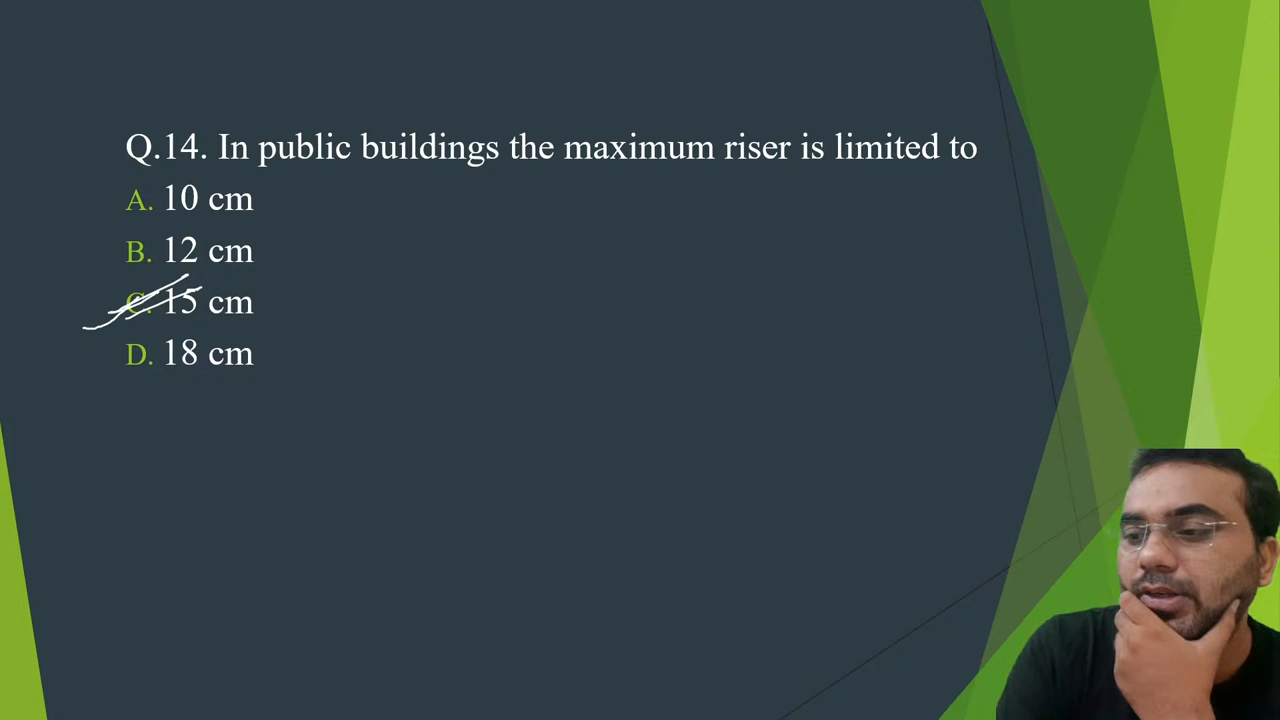 Q.14. In public buildings the maximum riser is limited to
A. 10 cm
B. 12 cm
C. 15 cm
D. 18 cm